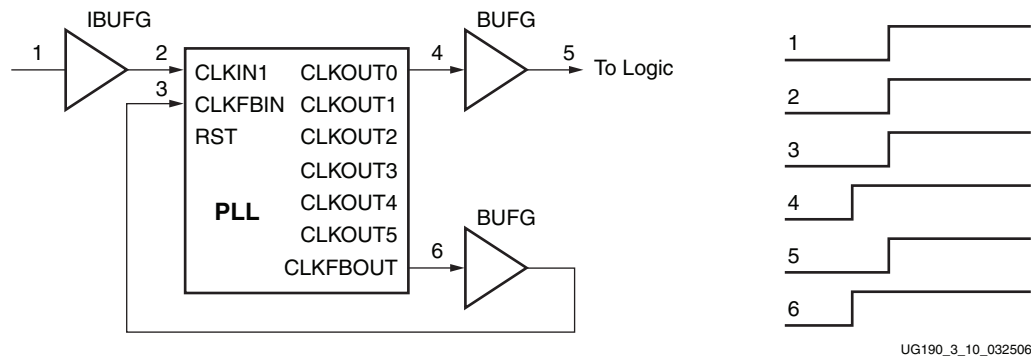 IBUFG
BUFG
1
2
4
5
To Logic
CLKIN1 CLKOUT0
3
CLKFBIN CLKOUT1
RST CLKOUT2
CLKOUT3
PLL CLKOUT4
CLKOUT5
BUFG
CLKFBOUT
6
1
2
3
4
5
6
UG190_3_10_032506